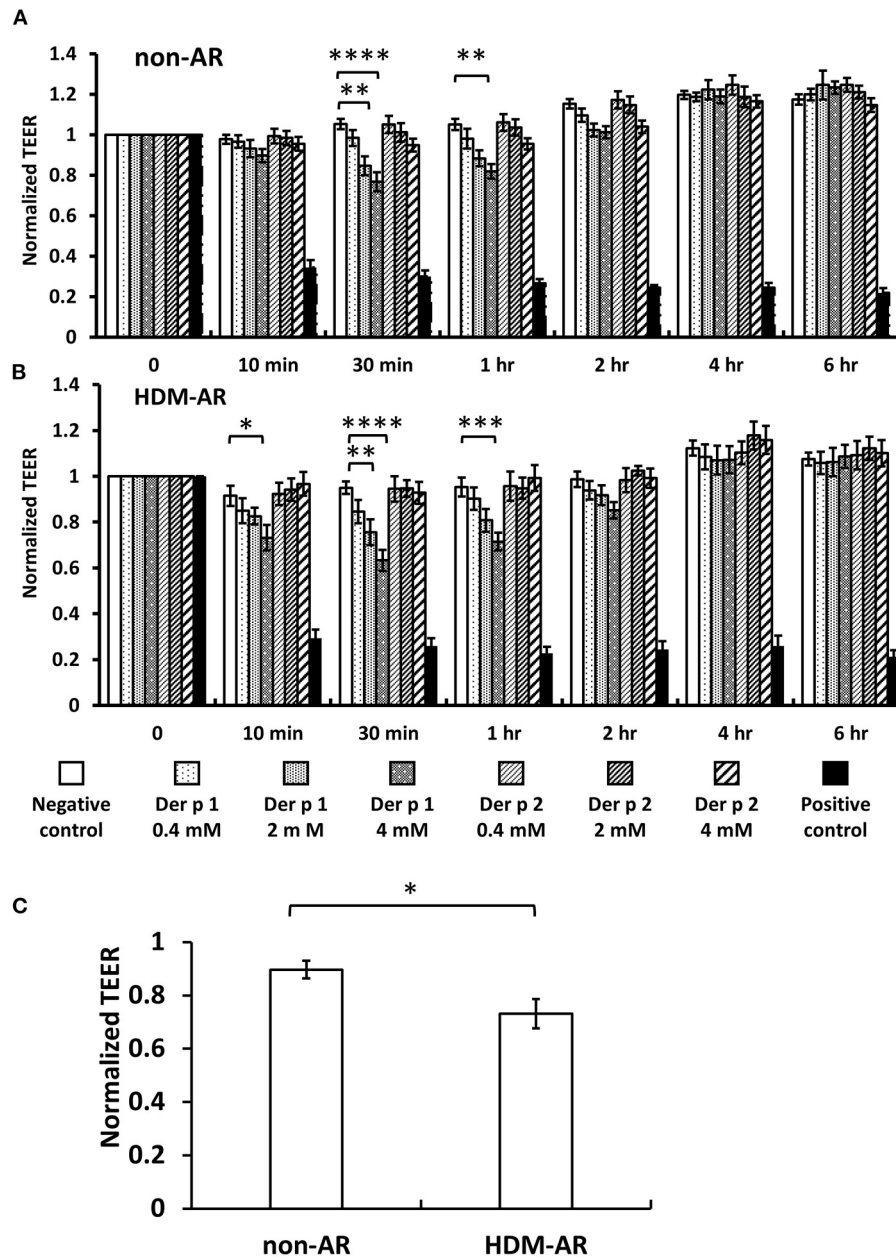 A
non-AR
Normalized TEER
1.4
1.2
1
0.8
0.6
0.4
0.2
0
**** 
**
**
0 10 min 30 min 1 hr 2 hr 4 hr 6 hr
B
HDM-AR
Normalized TEER
1.4
1.2
1
0.8
0.6
0.4
0.2
0
*
****
**
***
0 10 min 30 min 1 hr 2 hr 4 hr 6 hr
Negative Der p 1 Der p 1 Der p 1 Der p 2 Der p 2 Der p 2 Positive
control 0.4 mM 2 m M 4 mM 0.4 mM 2 mM 4 mM control
C
*
Normalized TEER
1
0.8
0.6
0.4
0.2
0
non-AR HDM-AR